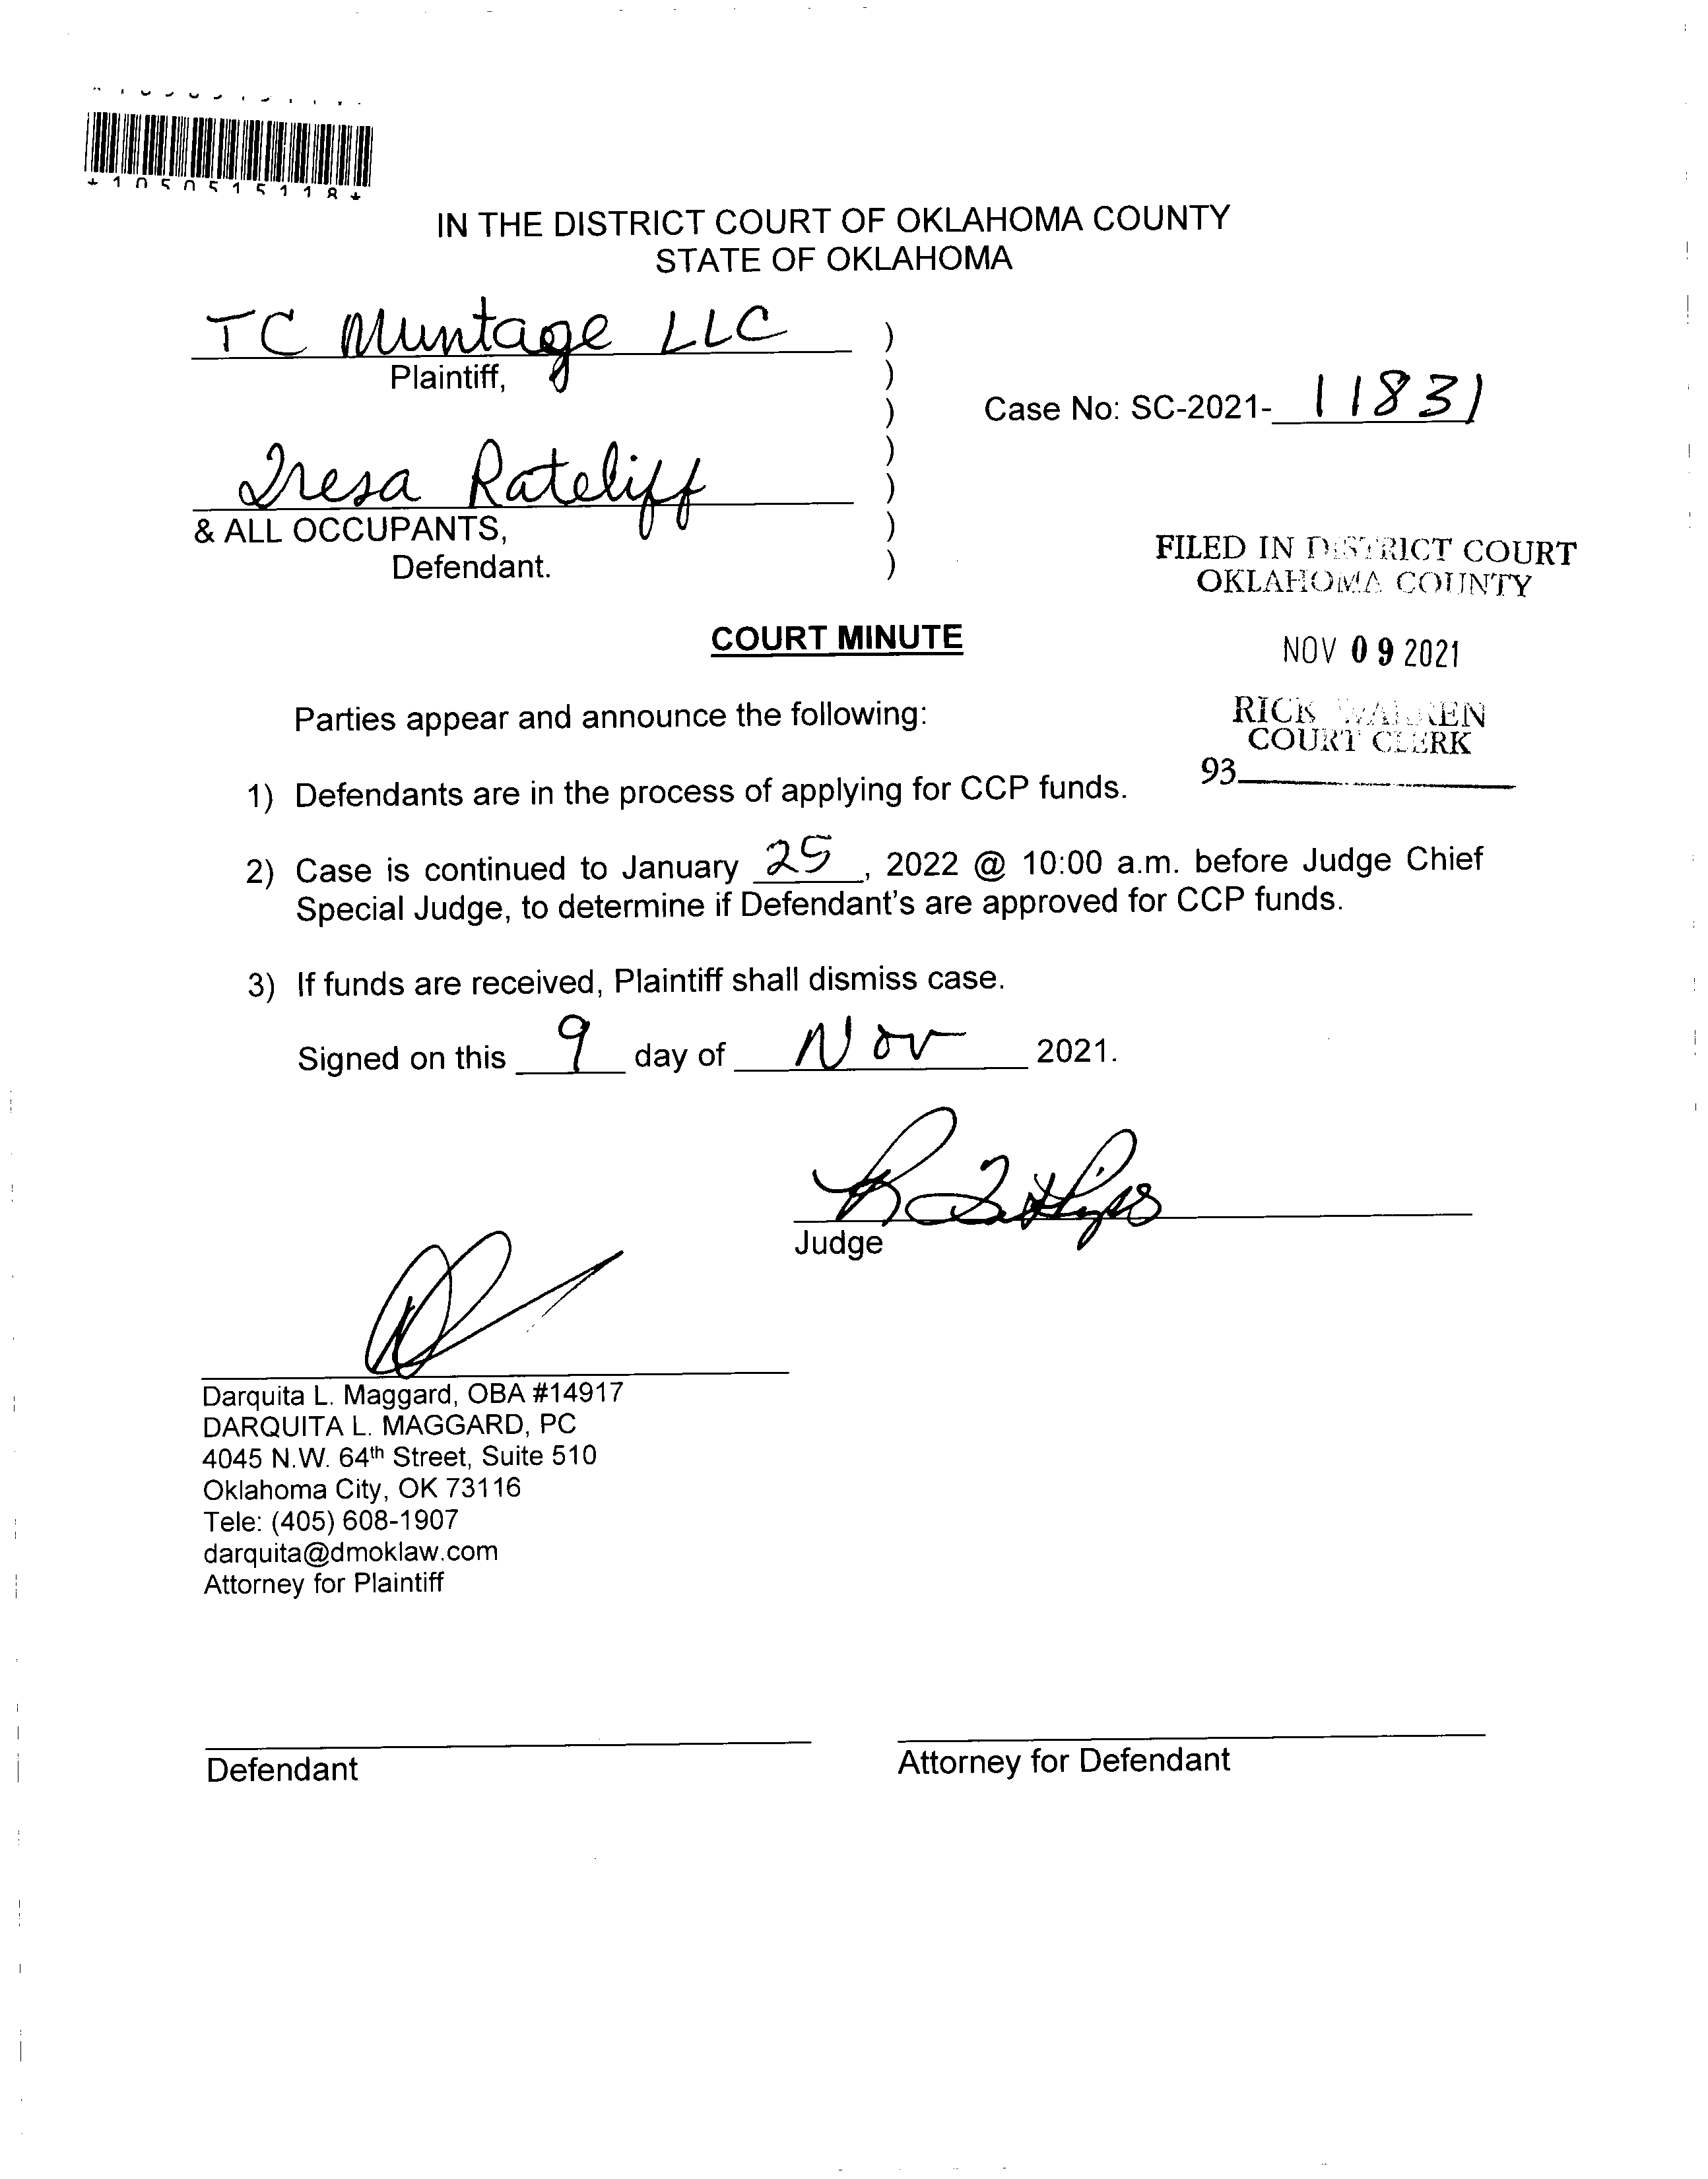 *1050515118*
IN THE DISTRICT COURT OF OKLAHOMA COUNTY
STATE OF OKLAHOMA
TC Muntage LLC )
Plaintiff, )
)
Case No: SC-2021- 11831
)
Iresa Rateliff )
& ALL OCCUPANTS, )
Defendant. )
FILED IN DISTRICT COURT
OKLAHOMA COUNTY
COURT MINUTE
NOV 09 2021
Parties appear and announce the following:
RICK WARREN
COURT CLERK
93
1) Defendants are in the process of applying for CCP funds.
2) Case is continued to January 25, 2022 @ 10:00 a.m. before Judge Chief
Special Judge, to determine if Defendant's are approved for CCP funds.
3) If funds are received, Plaintiff shall dismiss case.
Signed on this 9 day of Nov 2021.
Judge
Darquita L. Maggard, OBA #14917
DARQUITA L. MAGGARD, PC
4045 N.W. 64th Street, Suite 510
Oklahoma City, OK 73116
Tele: (405) 608-1907
darquita@dmoklaw.com
Attorney for Plaintiff
Defendant
Attorney for Defendant